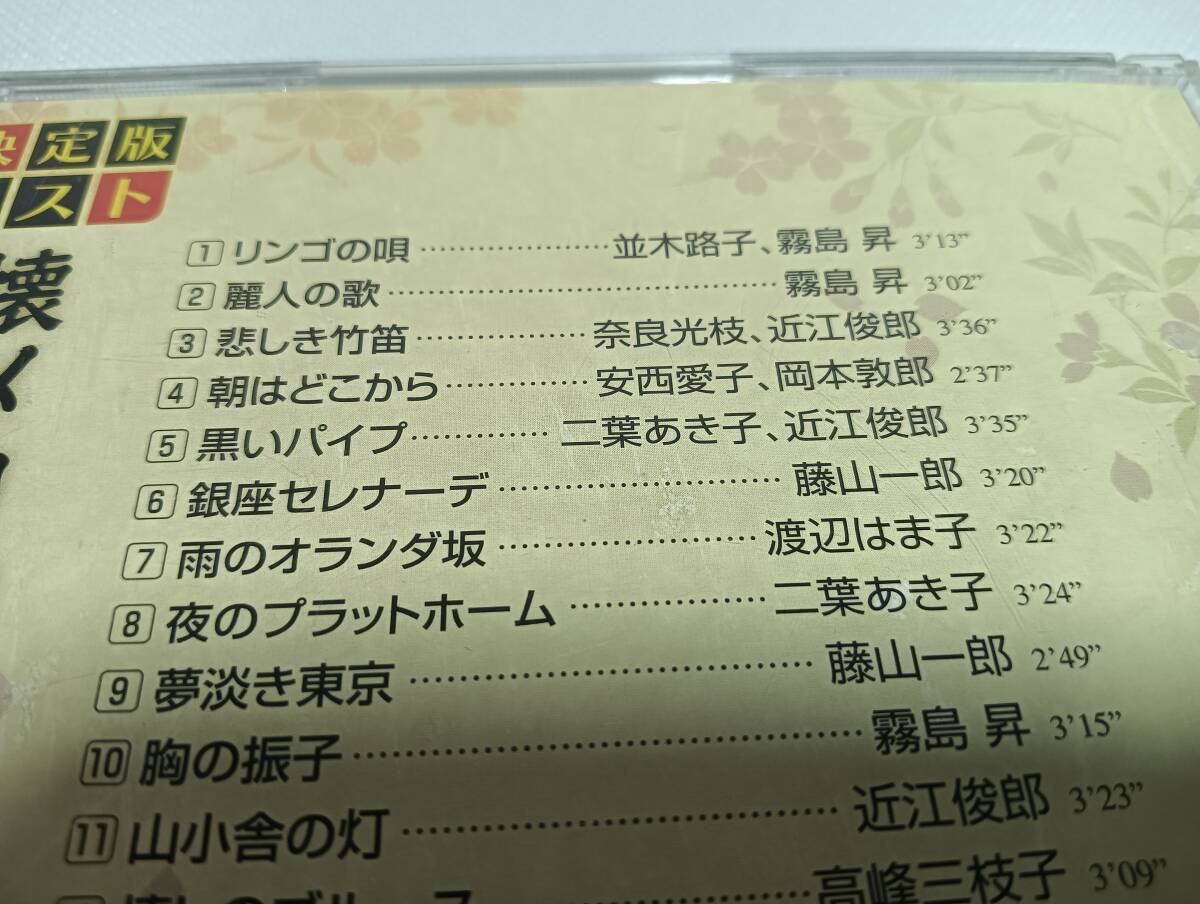 決定版
スト
懐
1 リンゴの唄…………………並木路子、霧島 昇 3'13"
2 麗人の歌………………………………………霧島 昇 3'02"
3 悲しき竹笛………………奈良光枝、近江俊郎 3'36"
4 朝はどこから……………安西愛子、岡本敦郎 2'37"
5 黒いパイプ……………二葉あき子、近江俊郎 3'35"
6 銀座セレナーデ…………………………藤山一郎 3'20"
7 雨のオランダ坂………………………渡辺はま子 3'22"
8 夜のプラットホーム………………二葉あき子 3'24"
9 夢淡き東京…………………………………藤山一郎 2'49"
10 胸の振子……………………………………霧島 昇 3'15"
11 山小舎の灯…………………………………近江俊郎 3'23"
高峰三枝子 3'09"